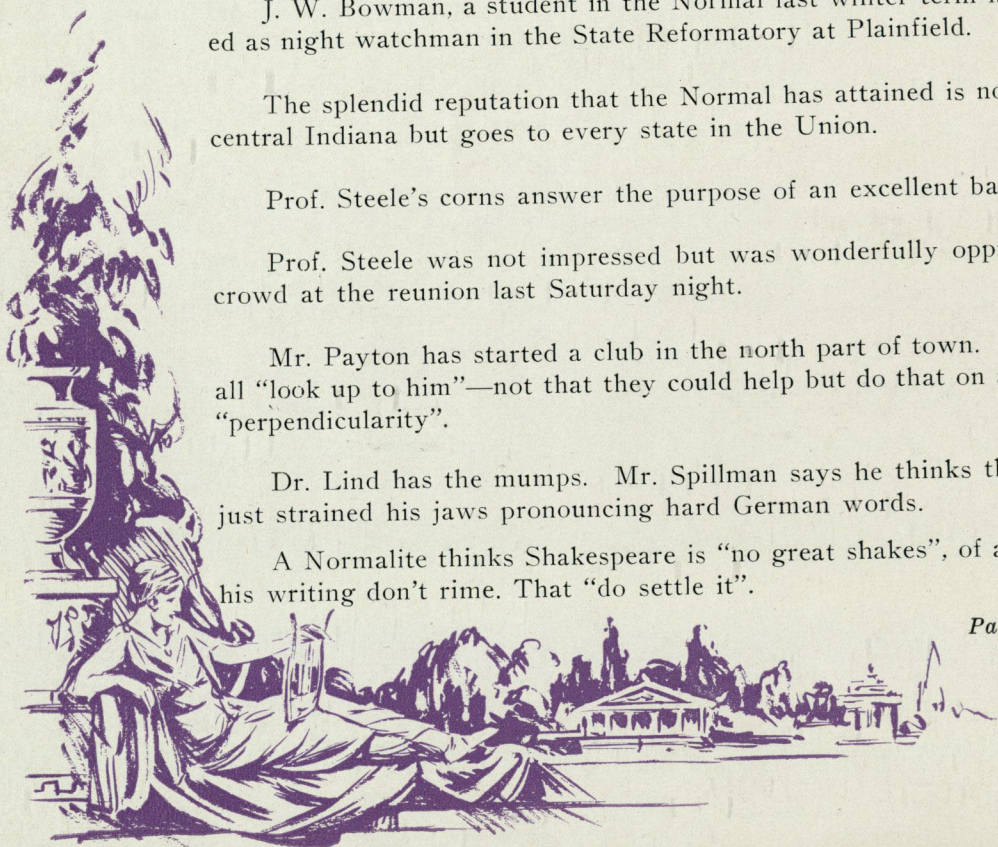 J. W. Bowman, a student in the Normal last winter term
ed as night watchman in the State Reformatory at Plainfield.
The splendid reputation that the Normal has attained is
central Indiana but goes to every state in the Union.
Prof. Steele's corns answer the purpose of an excellent
Prof. Steele was not impressed but was wonderfully
crowd at the reunion last Saturday night.
Mr. Payton has started a club in the north part of town.
all “look up to him”—not that they could help but do that on
“perpendicularity”.
Dr. Lind has the mumps. Mr. Spillman says he thinks
just strained his jaws pronouncing hard German words.
A Normalite thinks Shakespeare is “no great shakes”, of
his writing don't rime. That “do settle it”.